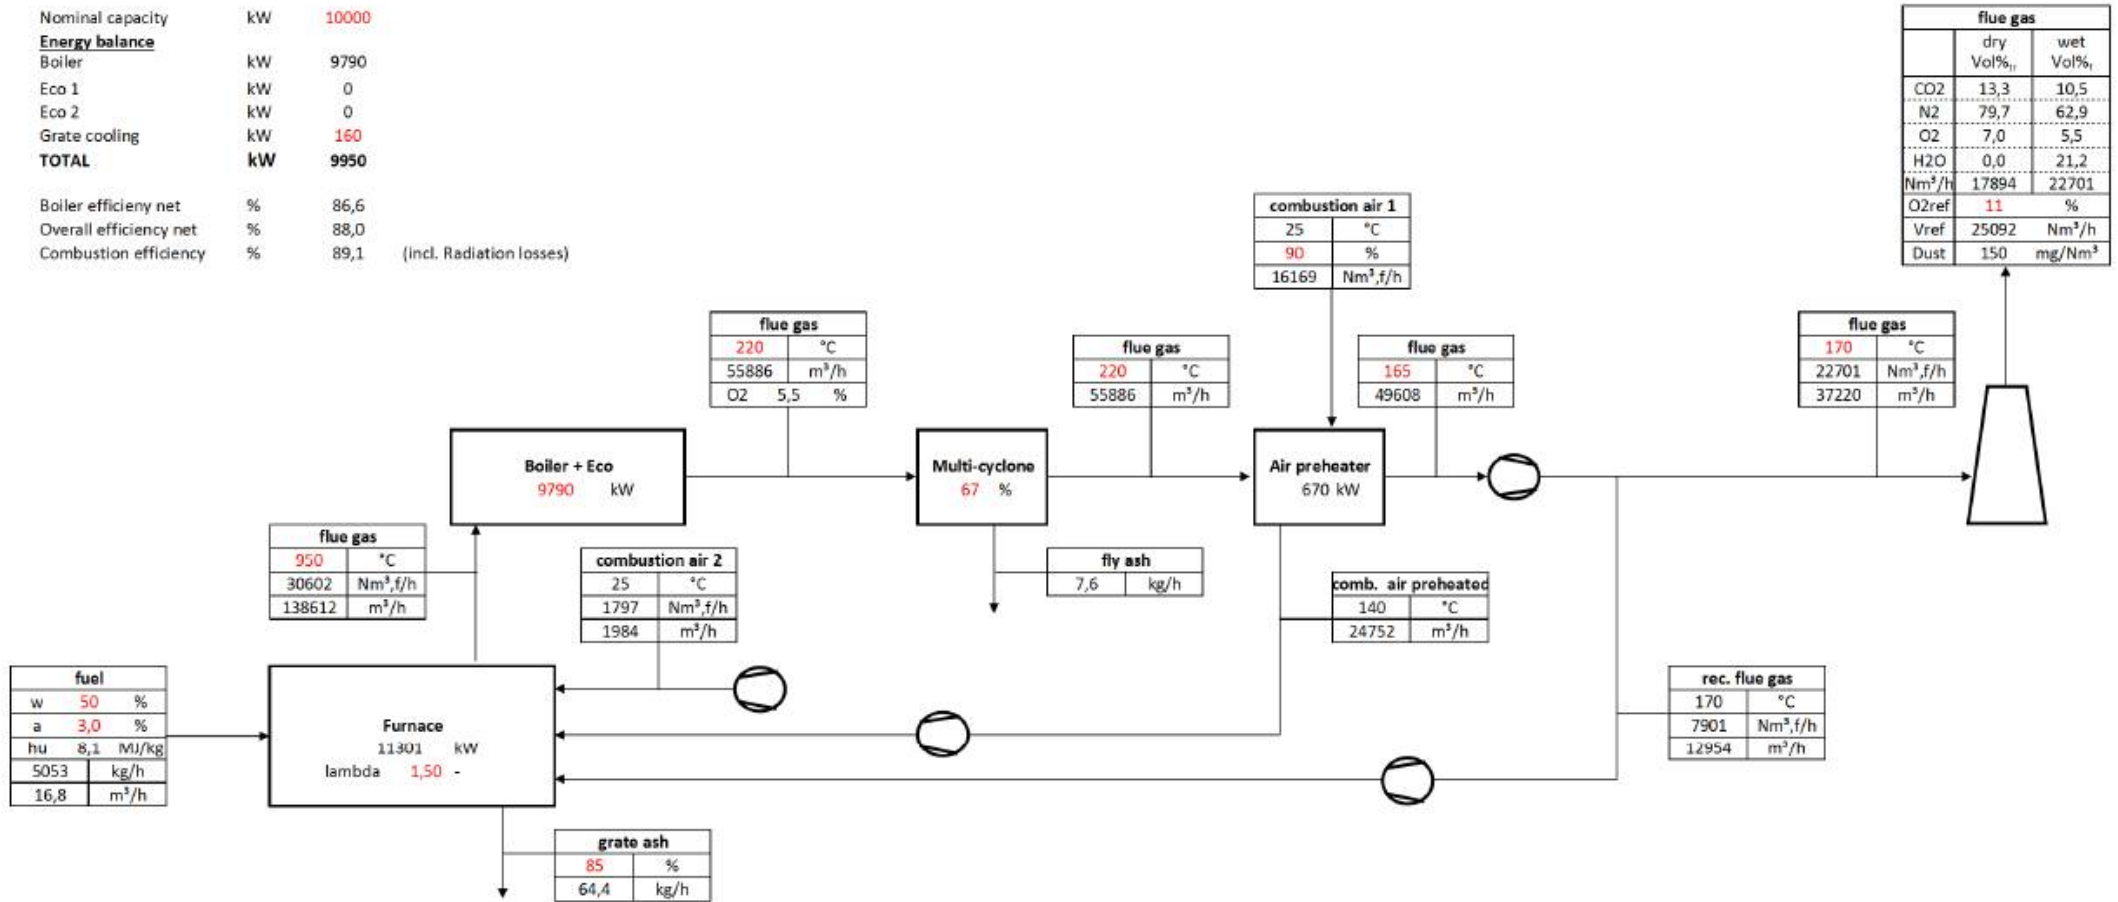 Nominal capacity kW 10000
Energy balance
Boiler kW 9790
Eco 1 kW 0
Eco 2 kW 0
Grate cooling kW 160
TOTAL kW 9950
Boiler efficieny net % 86,6
Overall efficiency net % 88,0
Combustion efficiency % 89,1 (incl. Radiation losses)
flue gas
dry wet
Vol%tr Vol%f
CO2 13,3 10,5
N2 79,7 62,9
O2 7,0 5,5
H2O 0,0 21,2
Nm³/h 17894 22701
O2ref 11 %
Vref 25092 Nm³/h
Dust 150 mg/Nm³
combustion air 1
25 °C
90 %
16169 Nm³,f/h
flue gas
220 °C
55886 m³/h
O2 5,5 %
flue gas
220 °C
55886 m³/h
flue gas
165 °C
49608 m³/h
flue gas
170 °C
22701 Nm³,f/h
37220 m³/h
Boiler + Eco
9790 kW
Multi-cyclone
67 %
Air preheater
670 kW
flue gas
950 °C
30602 Nm³,f/h
138612 m³/h
combustion air 2
25 °C
1797 Nm³,f/h
1984 m³/h
fly ash
7,6 kg/h
comb. air preheated
140 °C
24752 m³/h
fuel
w 50 %
a 3,0 %
hu 8,1 MJ/kg
5053 kg/h
16,8 m³/h
Furnace
11301 kW
lambda 1,50 -
rec. flue gas
170 °C
7901 Nm³,f/h
12954 m³/h
grate ash
85 %
64,4 kg/h